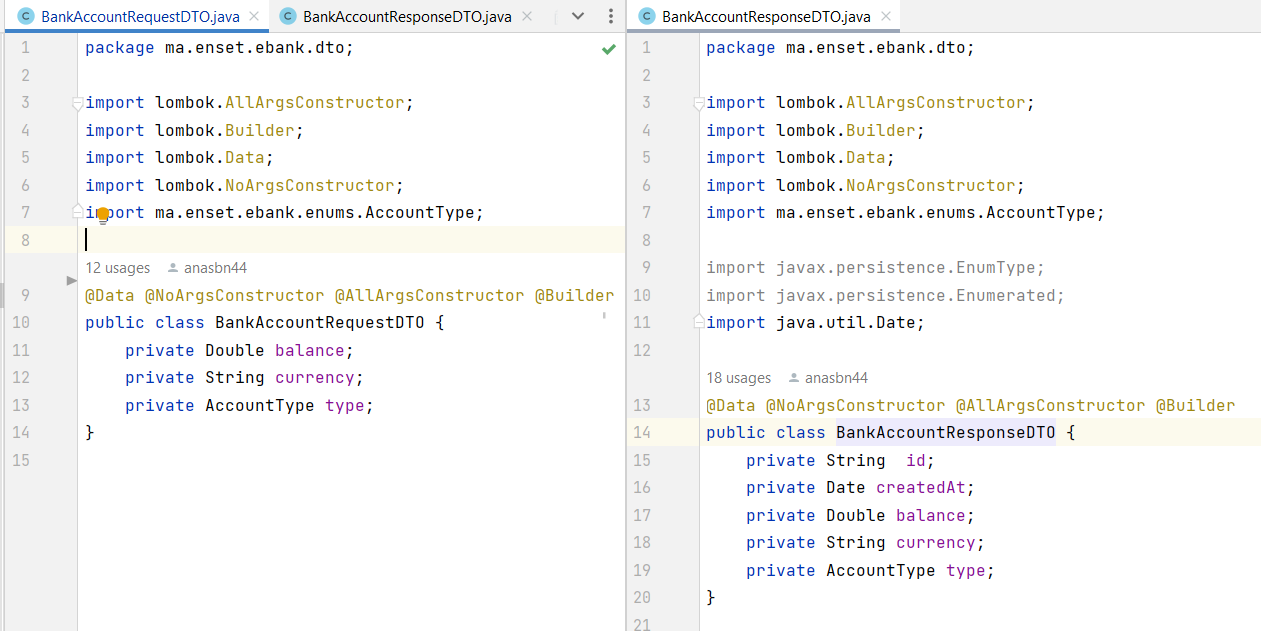 BankAccountRequestDTO.java
BankAccountResponseDTO.java
1 package ma.enset.ebank.dto;
2
3 import lombok.AllArgsConstructor;
4 import lombok.Builder;
5 import lombok.Data;
6 import lombok.NoArgsConstructor;
7 import ma.enset.ebank.enums.AccountType;
8
12 usages anasbn44
9 @Data @NoArgsConstructor @AllArgsConstructor @Builder
10 public class BankAccountRequestDTO {
11 private Double balance;
12 private String currency;
13 private AccountType type;
14 }
15
BankAccountResponseDTO.java
1 package ma.enset.ebank.dto;
2
3 import lombok.AllArgsConstructor;
4 import lombok.Builder;
5 import lombok.Data;
6 import lombok.NoArgsConstructor;
7 import ma.enset.ebank.enums.AccountType;
8
9 import javax.persistence.EnumType;
10 import javax.persistence.Enumerated;
11 import java.util.Date;
12
18 usages anasbn44
13 @Data @NoArgsConstructor @AllArgsConstructor @Builder
14 public class BankAccountResponseDTO {
15 private String  id;
16 private Date createdAt;
17 private Double balance;
18 private String currency;
19 private AccountType type;
20 }
21